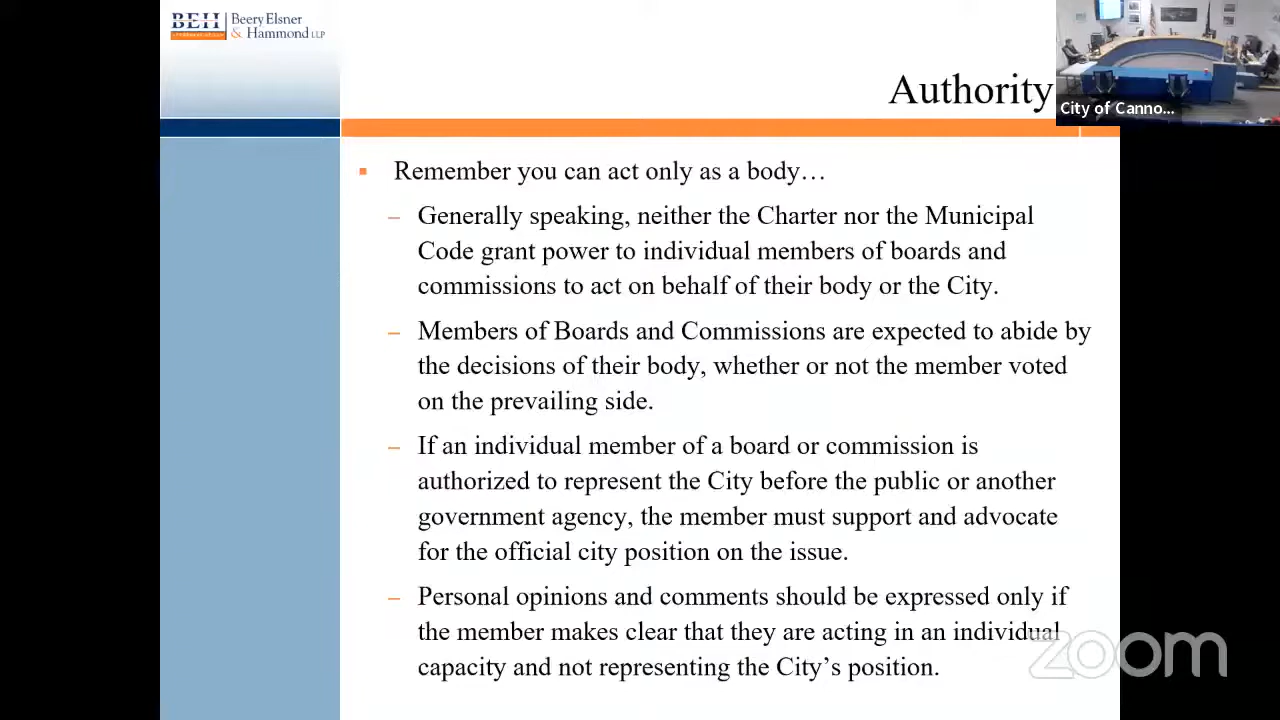 BEH
Beery Elsner
& Hammond LLP
Authority
City of Canno...
Remember you can act only as a body…
– Generally speaking, neither the Charter nor the Municipal
Code grant power to individual members of boards and
commissions to act on behalf of their body or the City.
– Members of Boards and Commissions are expected to abide by
the decisions of their body, whether or not the member voted
on the prevailing side.
– If an individual member of a board or commission is
authorized to represent the City before the public or another
government agency, the member must support and advocate
for the official city position on the issue.
– Personal opinions and comments should be expressed only if
the member makes clear that they are acting in an individual
capacity and not representing the City's position.
zoom